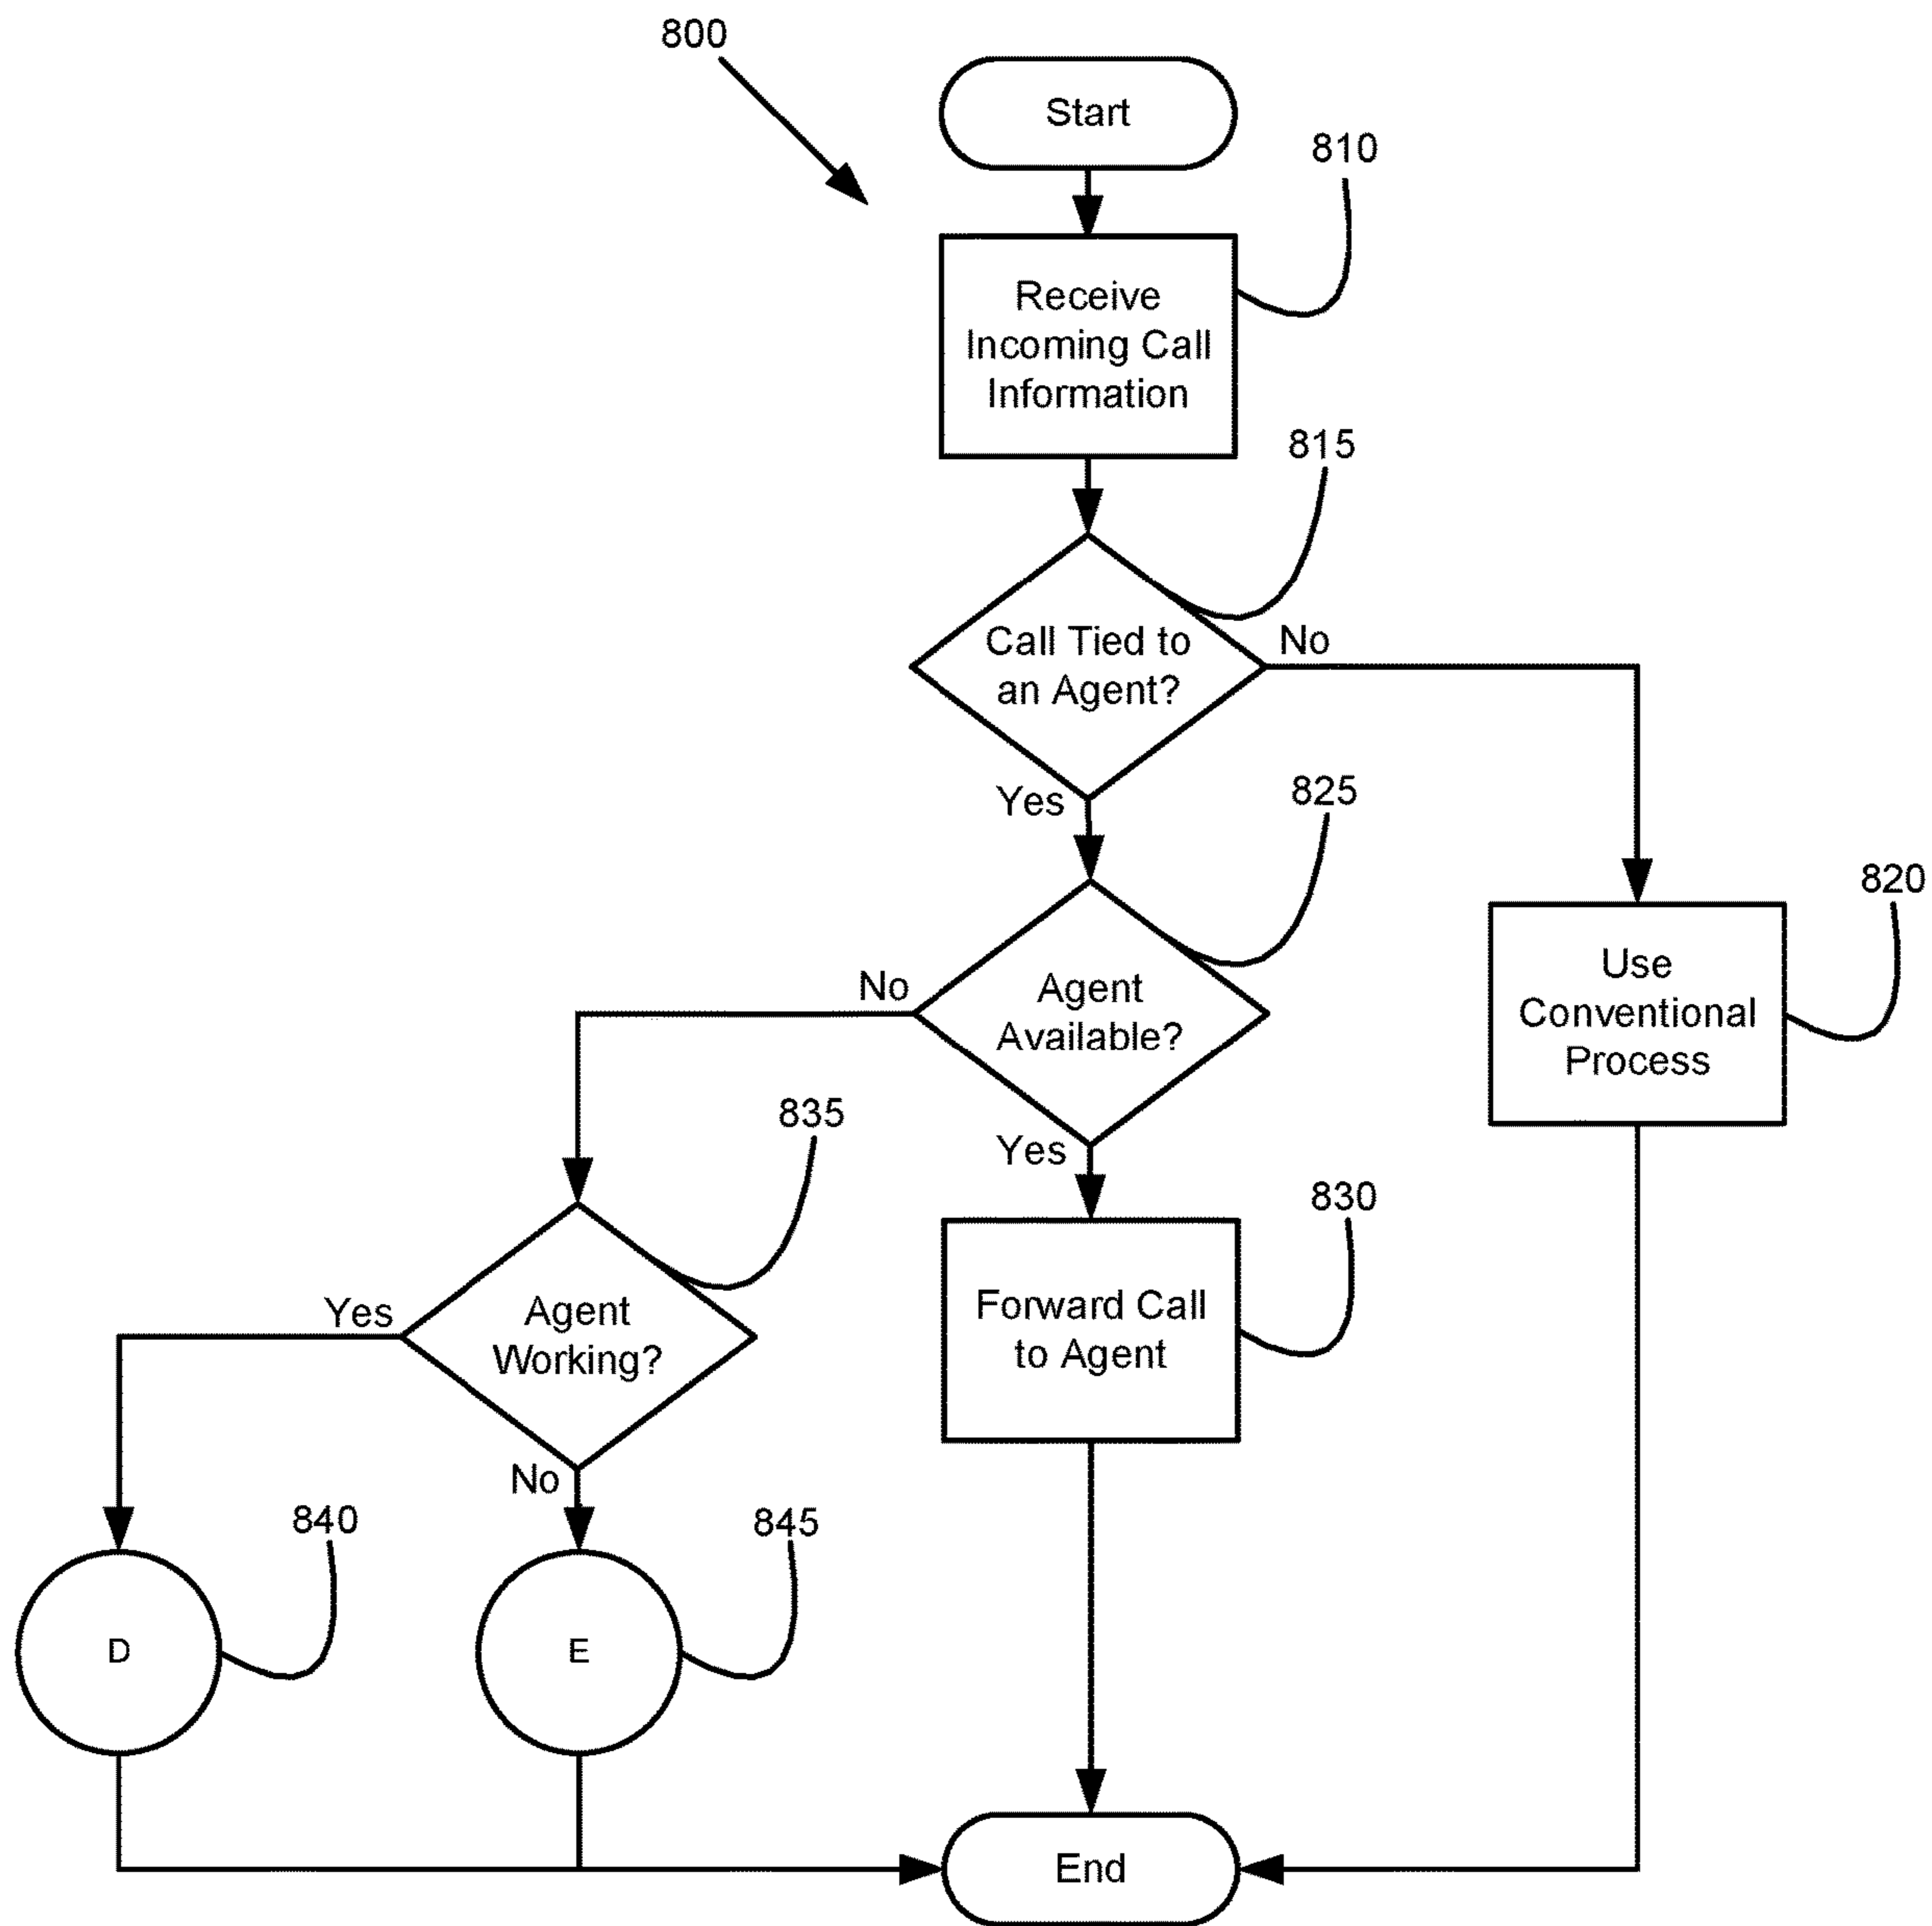 800
Start
810
Receive
Incoming Call
Information
815
Call Tied to
an Agent?
No
Yes
825
820
Agent
Available?
No
Use
Conventional
Process
835
Yes
830
Agent
Working?
Yes
Forward Call
to Agent
No
840
845
D
E
End